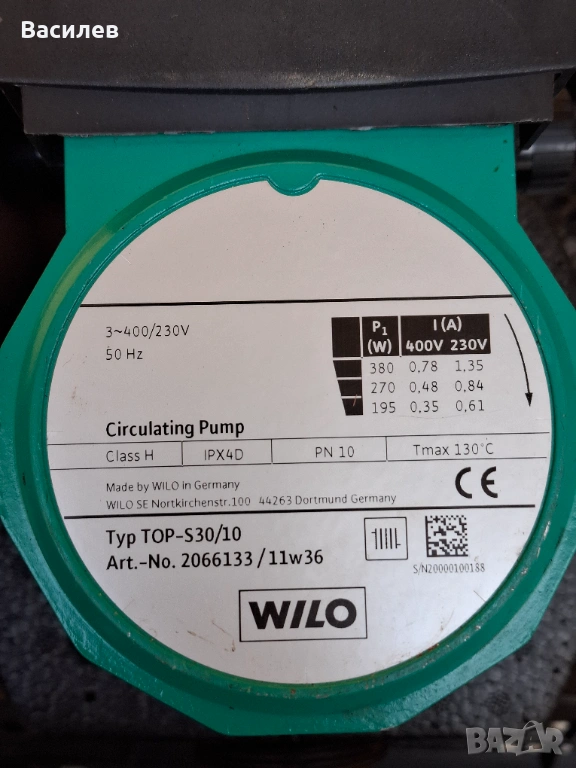 Василев
3~400/230V
50 Hz
P1 (W) I (A)
400V 230V
380 0,78 1,35
270 0,48 0,84
195 0,35 0,61
Circulating Pump
Class H IPX4D PN 10 Tmax 130°C
Made by WILO in Germany
WILO SE Nortkirchenstr.100 44263 Dortmund Germany
CE
Typ TOP-S30/10
Art.-No. 2066133/11w36
S/N20000100188
WILO
BAZAR